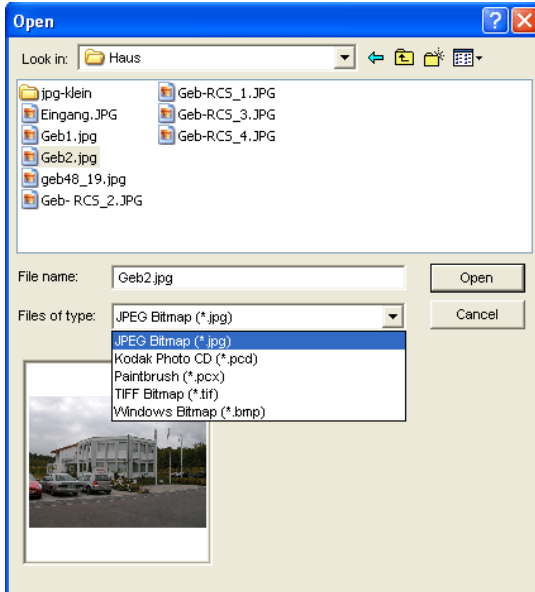 Open
Look in: Haus
jpg-klein
Eingang.JPG
Geb1.jpg
Geb2.jpg
geb48_19.jpg
Geb- RCS_2.JPG
Geb-RCS_1.JPG
Geb-RCS_3.JPG
Geb-RCS_4.JPG
File name: Geb2.jpg Open
Files of type: JPEG Bitmap (*.jpg) Cancel
JPEG Bitmap (*.jpg)
Kodak Photo CD (*.pcd)
Paintbrush (*.pcx)
TIFF Bitmap (*.tif)
Windows Bitmap (*.bmp)